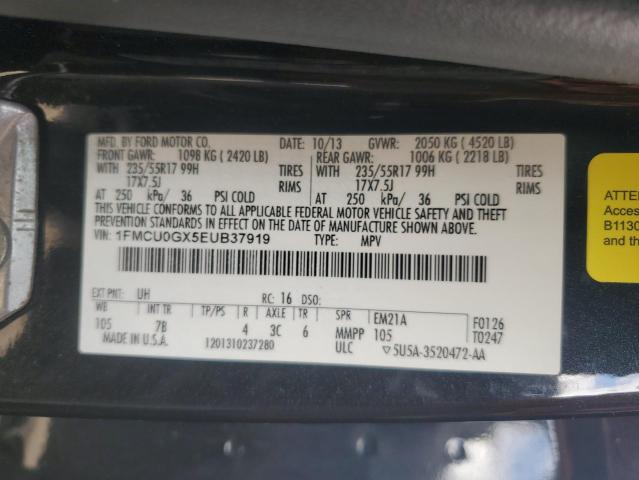 MFD. BY FORD MOTOR CO. DATE: 10/13 GVWR: 2050 KG ( 4520 LB)
FRONT GAWR: 1098 KG ( 2420 LB) REAR GAWR: 1006 KG ( 2218 LB)
235/55R17 99H TIRES 235/55R17 99H TIRES
17X7.5J RIMS 17X7.5J RIMS
AT 250 kPa/ 36 PSI COLD AT 250 kPa/ 36 PSI COLD
THIS VEHICLE CONFORMS TO ALL APPLICABLE FEDERAL MOTOR VEHICLE SAFETY AND THEFT
PREVENTION STANDARDS IN EFFECT ON THE DATE OF MANUFACTURE SHOWN ABOVE.
VIN: 1FMCU0GX5EUB37919 TYPE: MPV
EXT PNT: UH RC: 16 DSO:
WB INT TR TP/PS R AXLE TR SPR EM21A F0126
105 7B 4 3C 6 MMPP 105 T0247
MADE IN U.S.A. 1201310237280 ULC 5U5A-3520472-AA
ATTE
Acces
B1130